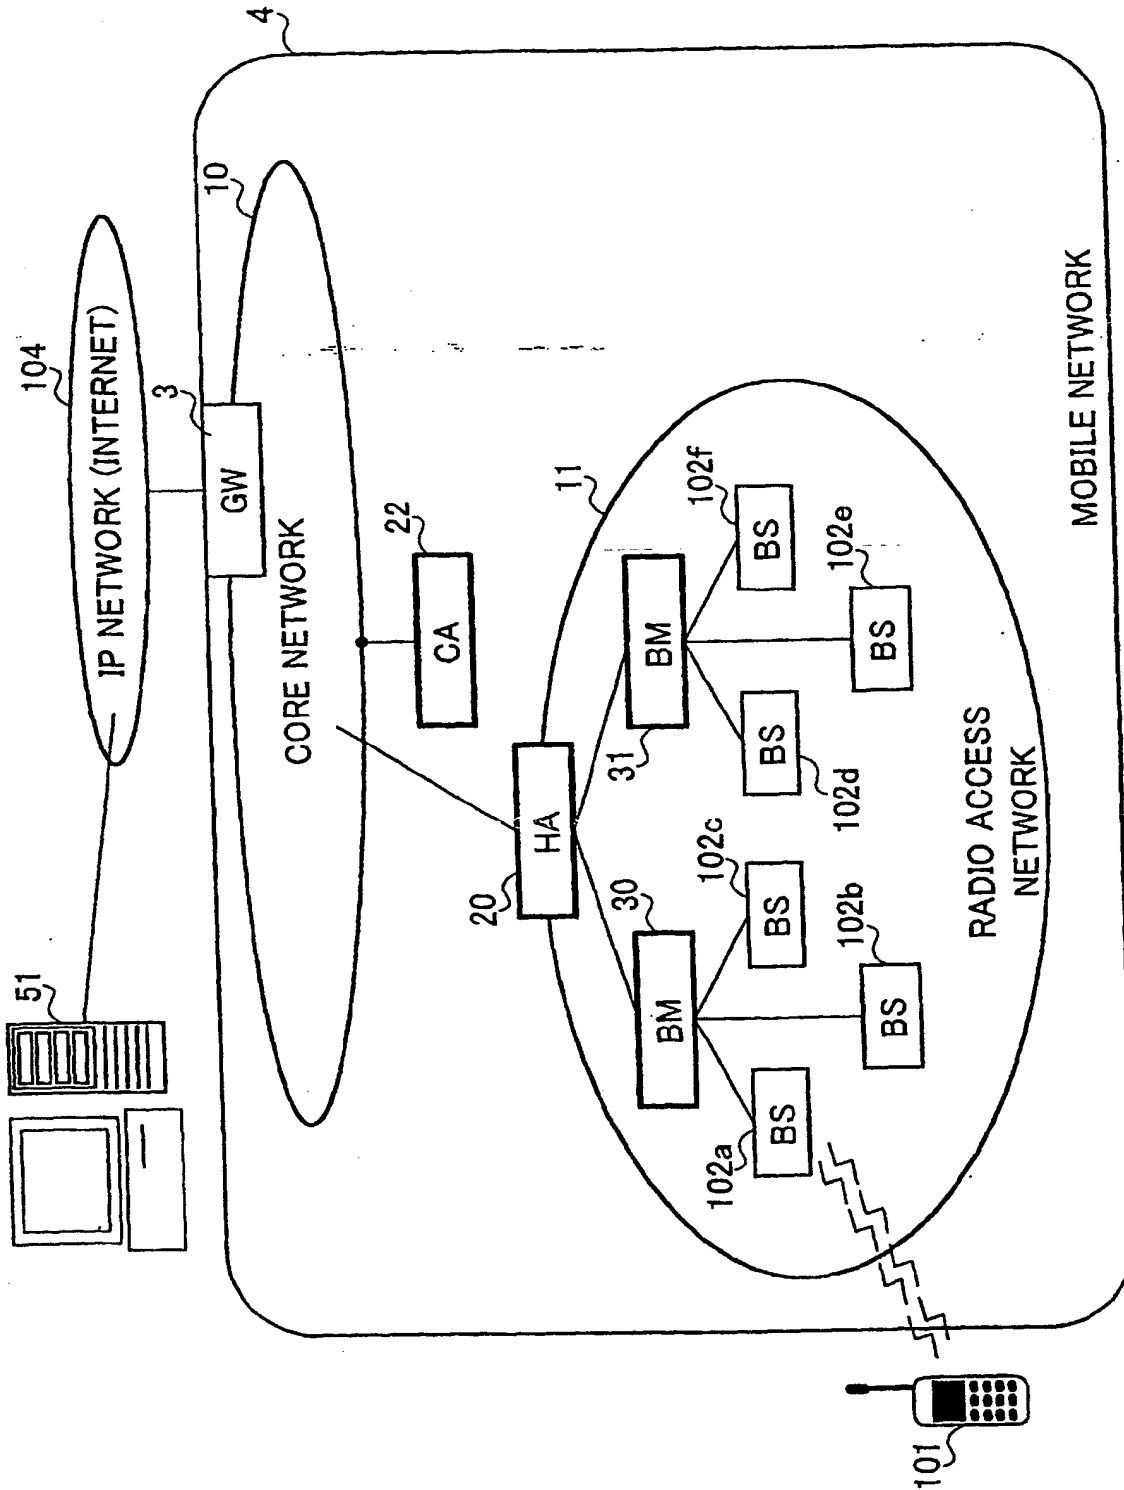 4
104
IP NETWORK (INTERNET)
51
3
GW
10
CORE NETWORK
22
CA
20
HA
11
30
BM
31
BM
102a
BS
102b
BS
102c
BS
102d
BS
102e
BS
102f
BS
RADIO ACCESS
NETWORK
MOBILE NETWORK
101